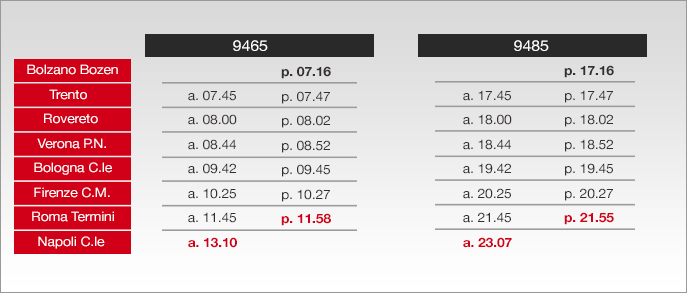 9465 9485
Bolzano Bozen p. 07.16 p. 17.16
Trento a. 07.45 p. 07.47 a. 17.45 p. 17.47
Rovereto a. 08.00 p. 08.02 a. 18.00 p. 18.02
Verona P.N. a. 08.44 p. 08.52 a. 18.44 p. 18.52
Bologna C.le a. 09.42 p. 09.45 a. 19.42 p. 19.45
Firenze C.M. a. 10.25 p. 10.27 a. 20.25 p. 20.27
Roma Termini a. 11.45 p. 11.58 a. 21.45 p. 21.55
Napoli C.le a. 13.10 a. 23.07